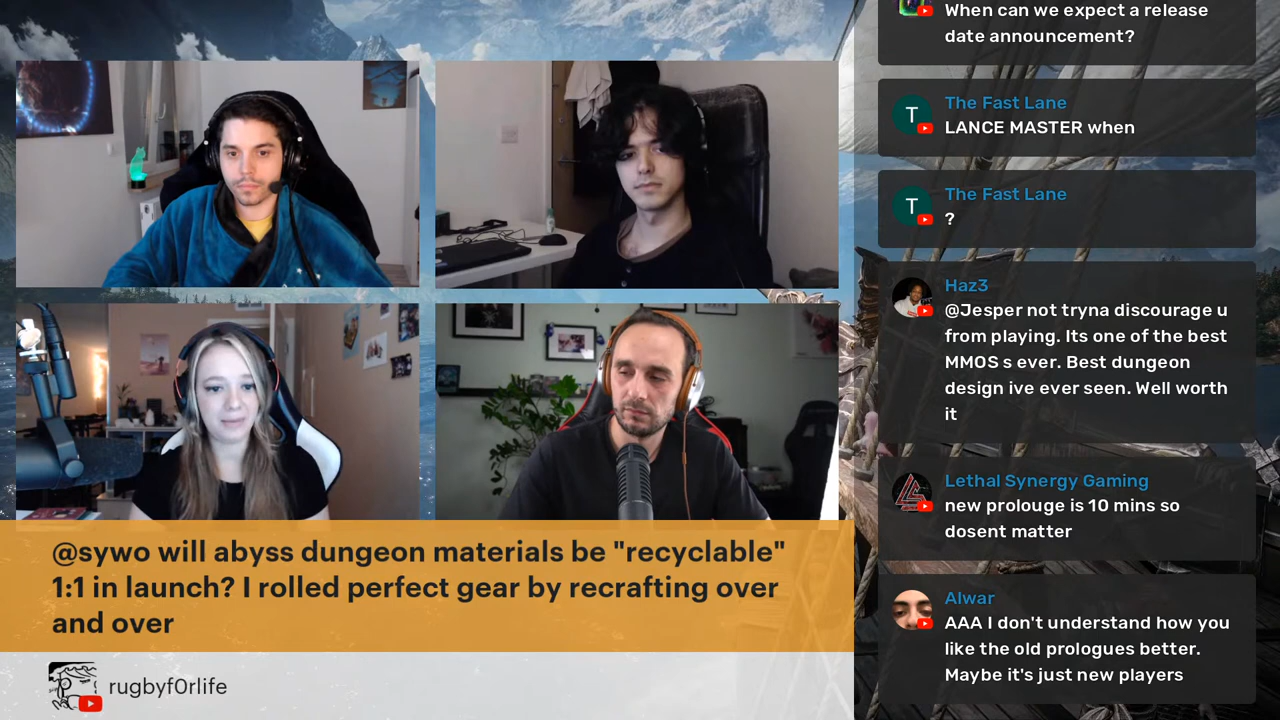 When can we expect a release
date announcement?
The Fast Lane
T
LANCE MASTER when
The Fast Lane
T
?
Haz3
@Jesper not tryna discourage u
from playing. Its one of the best
MMOS s ever. Best dungeon
design ive ever seen. Well worth
it
Lethal Synergy Gaming
new prolouge is 10 mins so
dosent matter
Alwar
AAA I don't understand how you
like the old prologues better.
Maybe it's just new players
@sywo will abyss dungeon materials be "recyclable"
1:1 in launch? I rolled perfect gear by recrafting over
and over
rugbyf0rlife